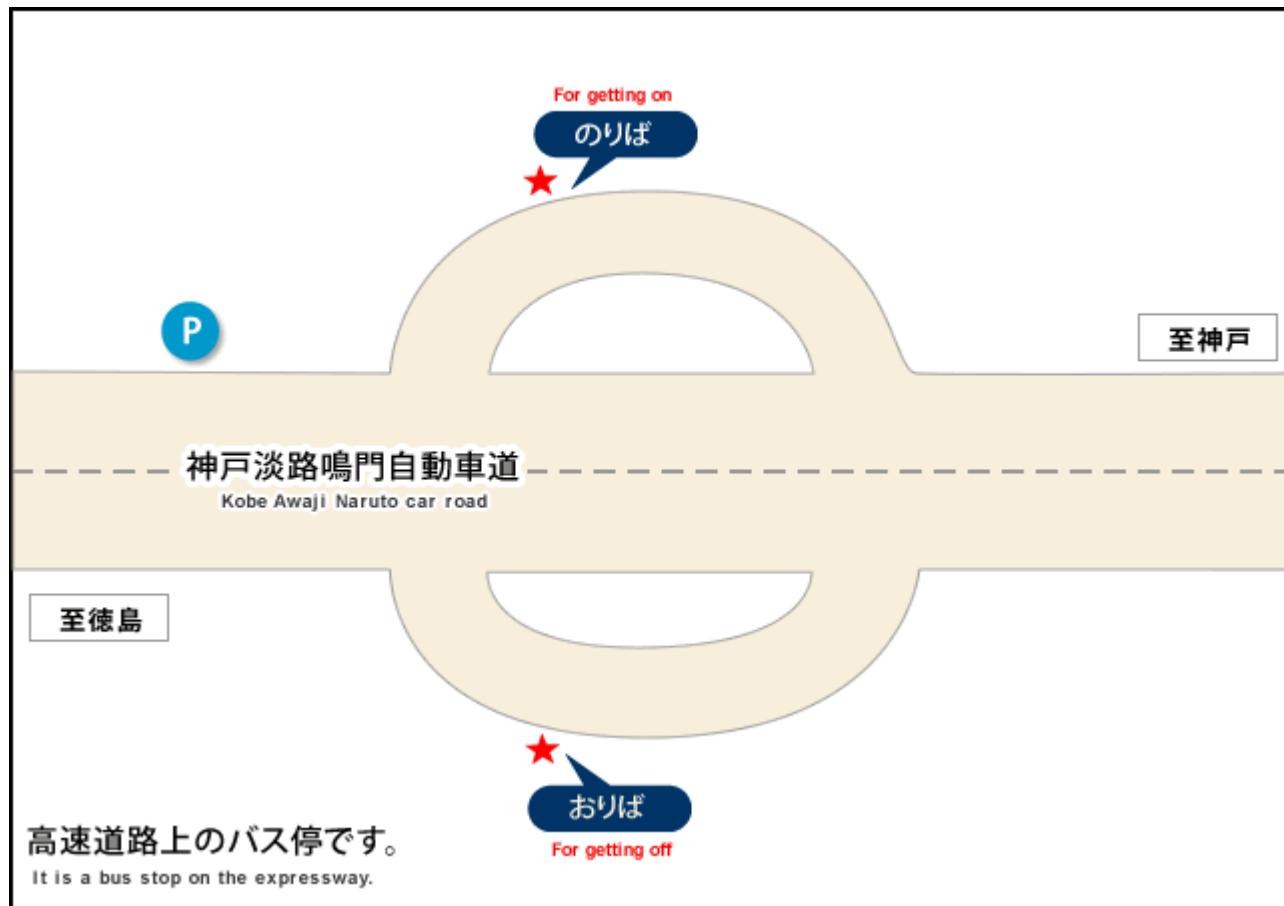 For getting on
のりば
P
至神戸
神戸淡路鳴門自動車道
Kobe Awaji Naruto car road
至徳島
おりば
For getting off
高速道路上のバス停です。
It is a bus stop on the expressway.